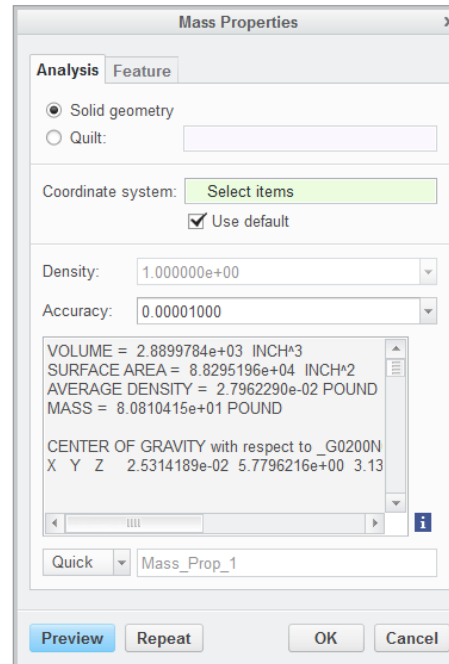 Mass Properties
Analysis Feature
Solid geometry
Quilt:
Coordinate system: Select items
Use default
Density: 1.000000e+00
Accuracy: 0.00001000
VOLUME = 2.8899784e+03 INCH^3
SURFACE AREA = 8.8295196e+04 INCH^2
AVERAGE DENSITY = 2.7962290e-02 POUND
MASS = 8.0810415e+01 POUND
CENTER OF GRAVITY with respect to _G0200N
X Y Z 2.5314189e-02 5.7796216e+00 3.13
Quick Mass_Prop_1
Preview Repeat OK Cancel